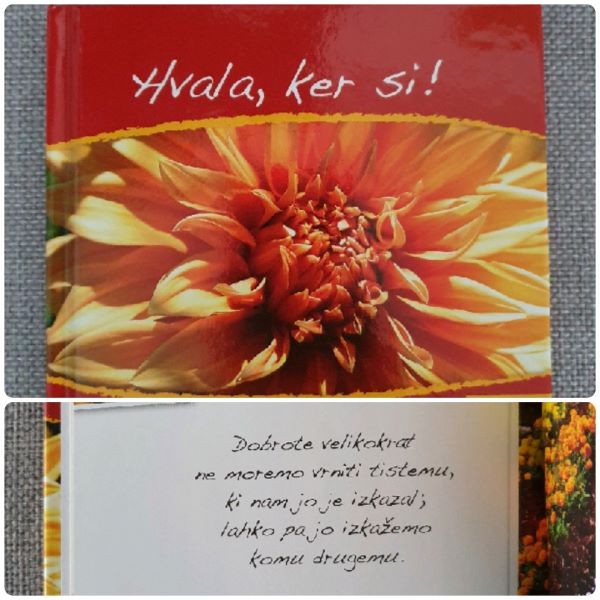 Hvala, ker si!
Dobrote velikokrat
ne moremo vrniti tistemu,
ki nam jo je izkazal;
lahko pa jo izkažemo
komu drugemu.